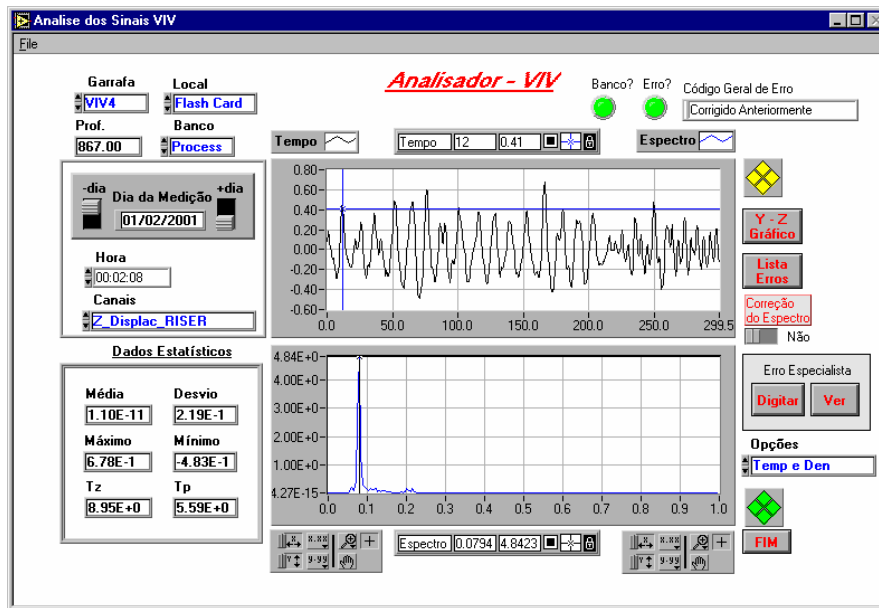 Analise dos Sinais VIV
File
Garrafa
Local
VIV4
Flash Card
Prof.
Banco
867.00
Process
Analisador - VIV
Banco?
Erro?
Código Geral de Erro
Corrigido Anteriormente
Tempo
Tempo
12
0.41
Espectro
-dia
Dia da Medição
+dia
01/02/2001
Hora
00:02:08
Canais
Z_Displac_RISER
0.80
0.60
0.40
0.20
0.00
-0.20
-0.40
-0.60
0.0 50.0 100.0 150.0 200.0 250.0 299.5
Y - Z
Gráfico
Lista
Erros
Correção
do Espectro
Não
Dados Estatísticos
Média
Desvio
1.10E-11
2.19E-1
Máximo
Mínimo
6.78E-1
-4.83E-1
Tz
Tp
8.95E+0
5.59E+0
4.84E+0
4.00E+0
3.00E+0
2.00E+0
1.00E+0
4.27E-15
0.0 0.1 0.2 0.3 0.4 0.5 0.6 0.7 0.8 0.9 1.0
Erro Especialista
Digitar
Ver
Opções
Temp e Den
FIM
X x.xx
Y y.yy
Espectro
0.0794
4.8423
X x.xx
Y y.yy